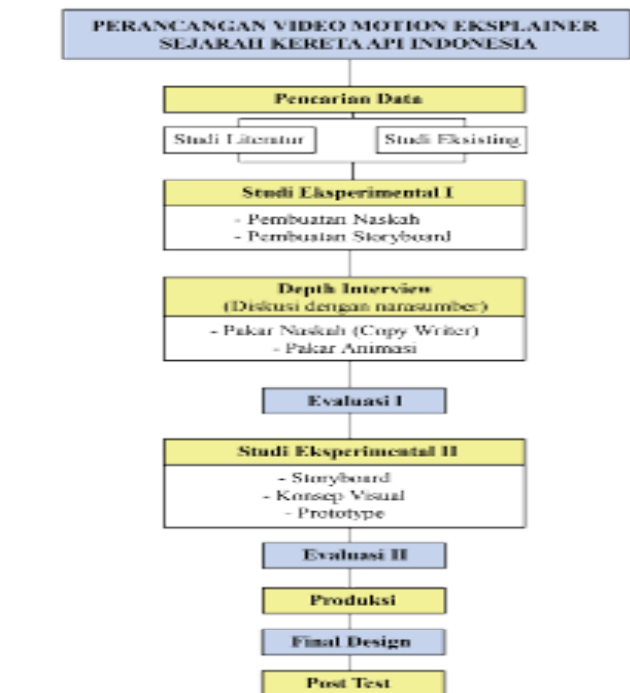 PERANCANGAN VIDEO MOTION EKSPLAINER
SEJARAH KERETA API INDONESIA
Pencarian Data
Studi Literatur
Studi Eksisting
Studi Eksperimental I
- Pembuatan Naskah
- Pembuatan Storyboard
Depth Interview
(Diskusi dengan narasumber)
- Pakar Naskah (Copy Writer)
- Pakar Animasi
Evaluasi I
Studi Eksperimental II
- Storyboard
- Konsep Visual
- Prototype
Evaluasi II
Produksi
Final Design
Post Test